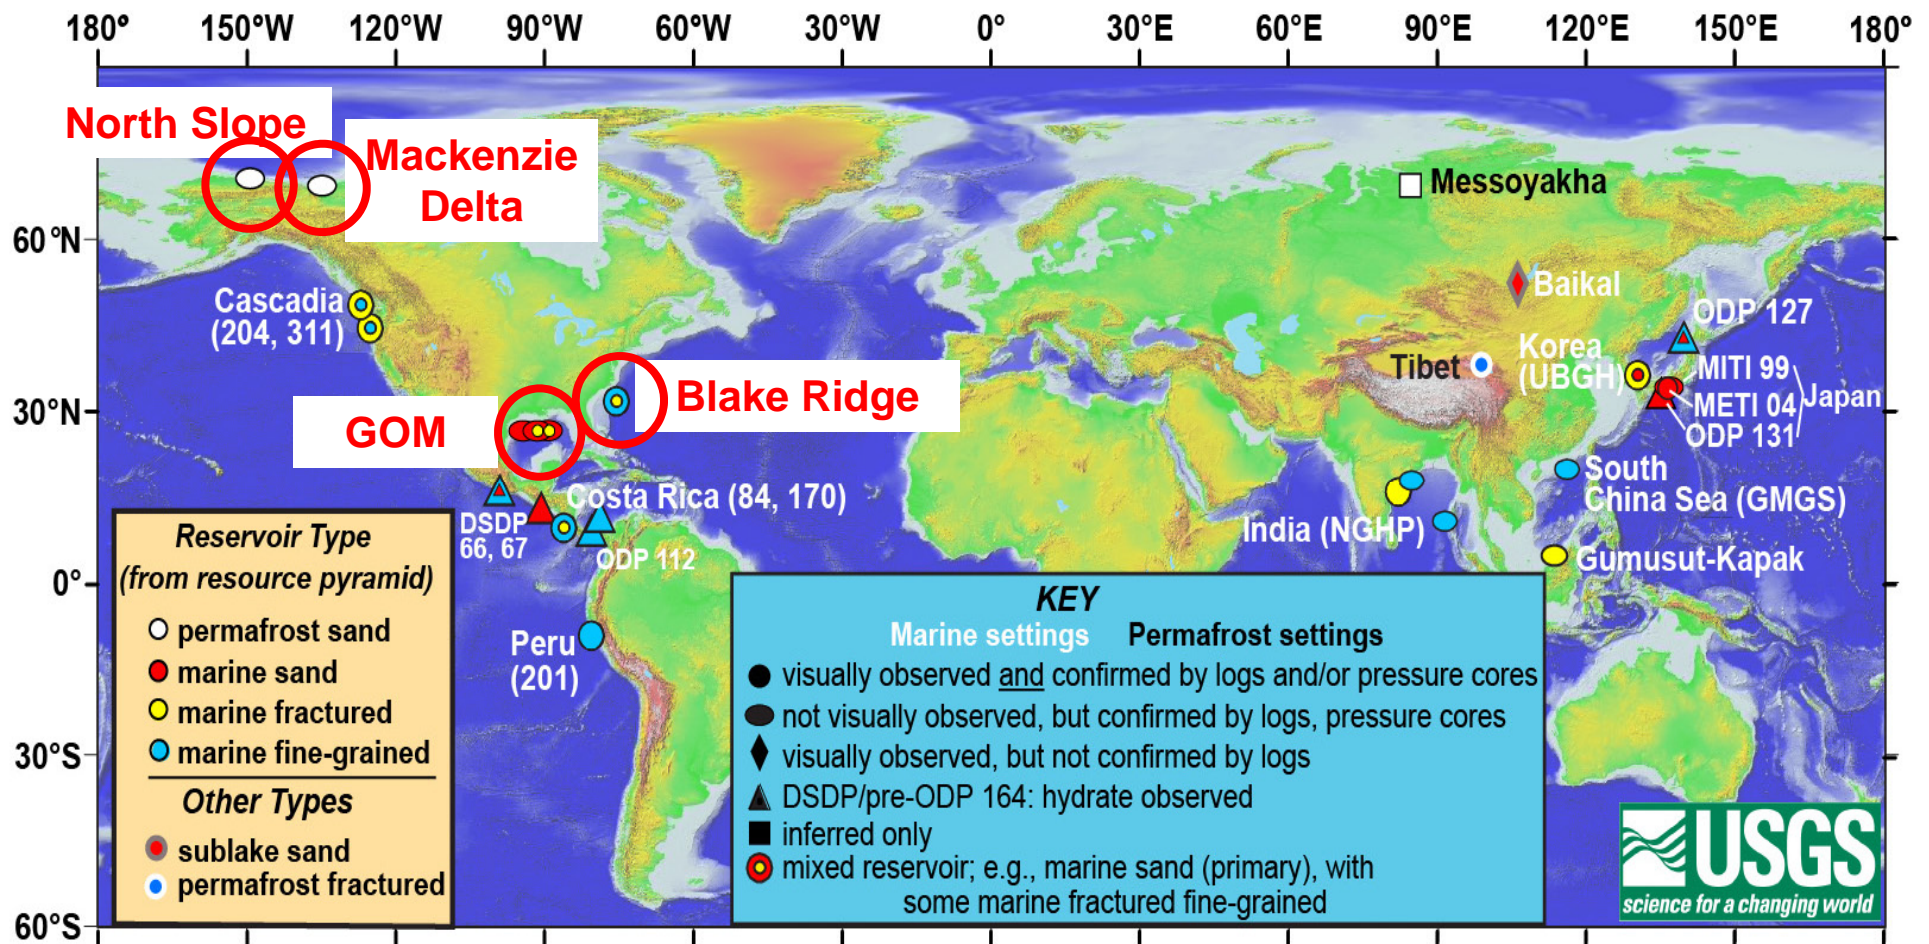 180° 150°W 120°W 90°W 60°W 30°W 0° 30°E 60°E 90°E 120°E 150°E 180°
North Slope
Mackenzie
Delta
Messoyakha
60°N
Cascadia
(204, 311)
Baikal
ODP 127
Korea
(UBGH)
Tibet
MITI 99
METI 04
ODP 131
Japan
Blake Ridge
30°N
GOM
South
China Sea (GMGS)
Costa Rica (84, 170)
DSDP
66, 67
ODP 112
India (NGHP)
Gumusut-Kapak
0°
Peru
(201)
30°S
60°S
Reservoir Type
(from resource pyramid)
permafrost sand
marine sand
marine fractured
marine fine-grained
Other Types
sublake sand
permafrost fractured
KEY
Marine settings Permafrost settings
visually observed and confirmed by logs and/or pressure cores
not visually observed, but confirmed by logs, pressure cores
visually observed, but not confirmed by logs
DSDP/pre-ODP 164: hydrate observed
inferred only
mixed reservoir; e.g., marine sand (primary), with
some marine fractured fine-grained
USGS
science for a changing world